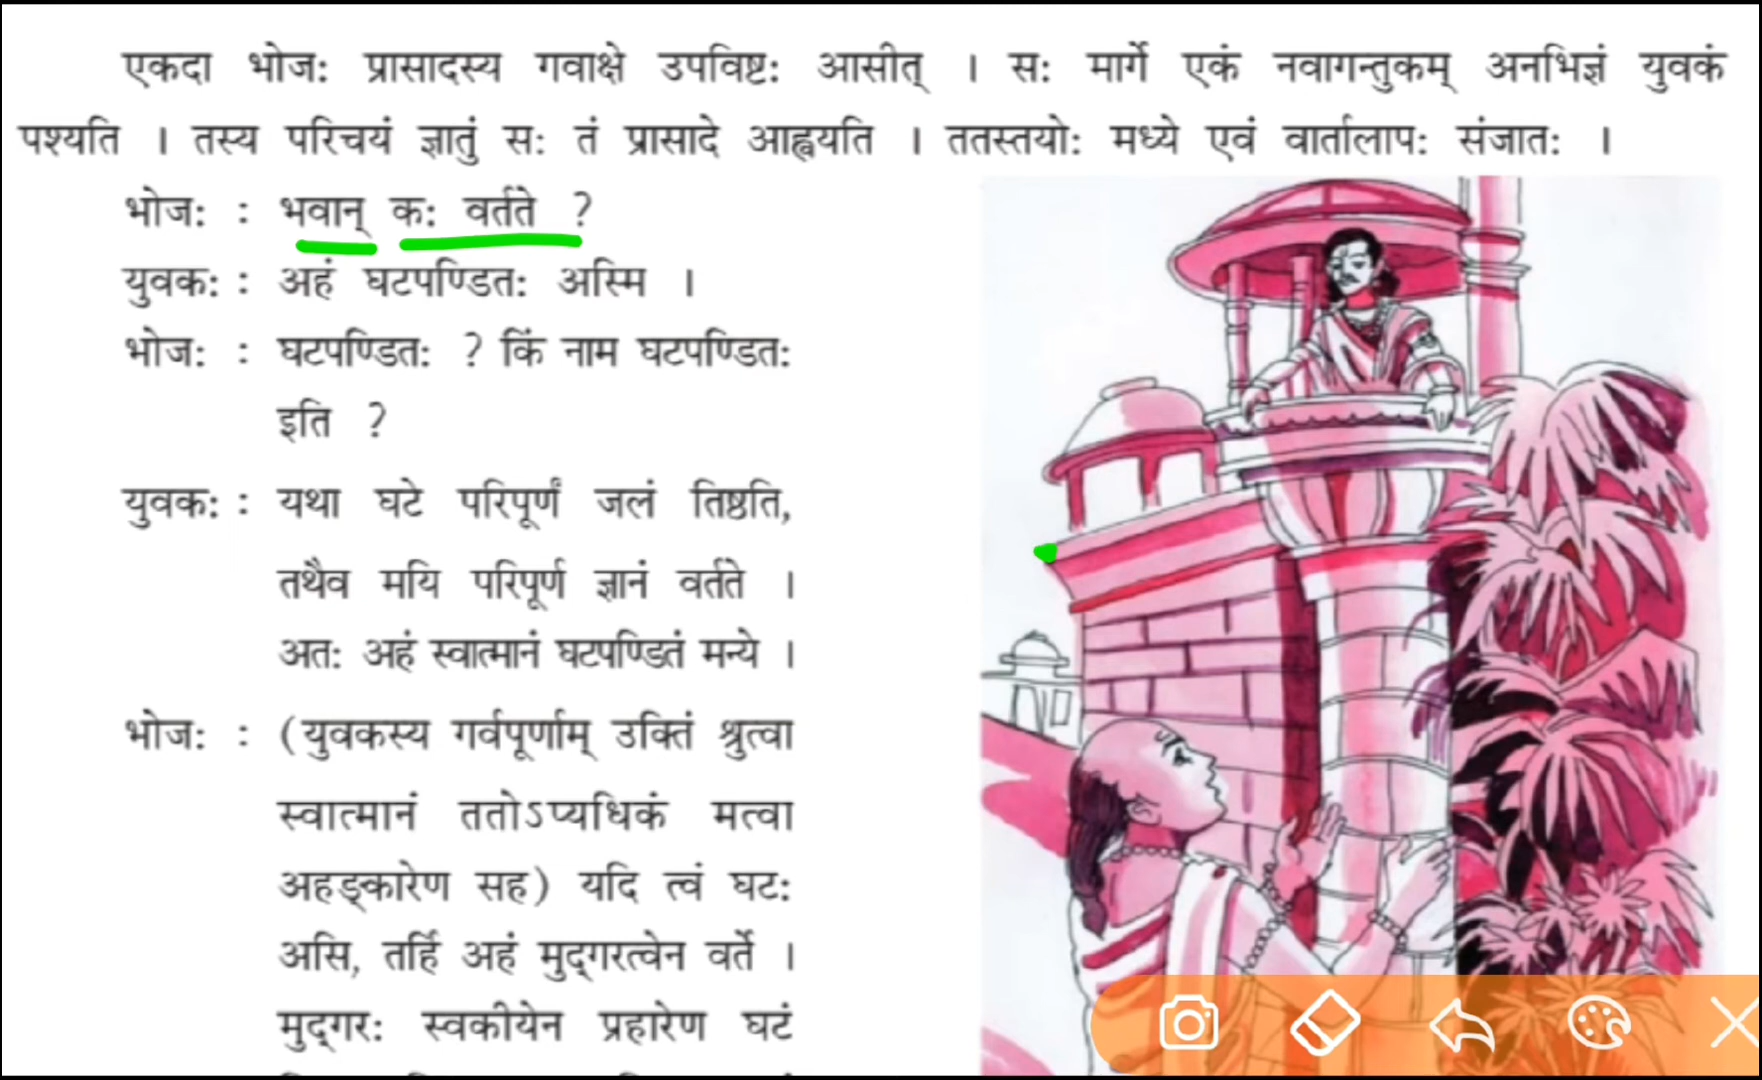 एकदा भोजः प्रासादस्य गवाक्षे उपविष्टः आसीत् । सः मार्गे एकं नवागन्तुकम् अनभिज्ञं युवकं
पश्यति । तस्य परिचयं ज्ञातुं सः तं प्रासादे आह्वयति । ततस्तयोः मध्ये एवं वार्तालापः संजातः ।
भोजः : भवान् कः वर्तते ?
युवकः : अहं घटपण्डितः अस्मि ।
भोजः : घटपण्डितः ? किं नाम घटपण्डितः
इति ?
युवकः : यथा घटे परिपूर्णं जलं तिष्ठति,
तथैव मयि परिपूर्ण ज्ञानं वर्तते ।
अतः अहं स्वात्मानं घटपण्डितं मन्ये ।
भोजः : (युवकस्य गर्वपूर्णाम् उक्तिं श्रुत्वा
स्वात्मानं ततोऽप्यधिकं मत्वा
अहङ्कारेण सह) यदि त्वं घटः
असि, तर्हि अहं मुद्गरत्वेन वर्ते ।
मुद्गरः स्वकीयेन प्रहारेण घटं